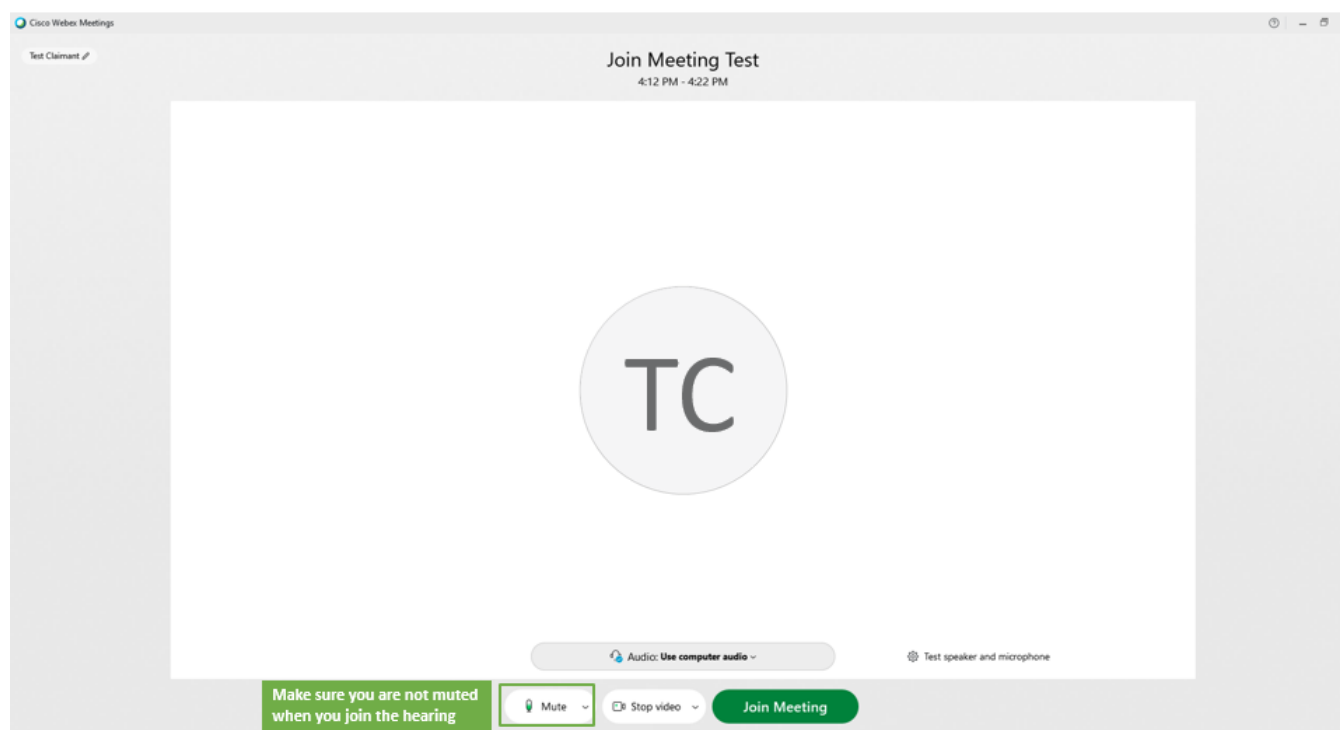 Cisco Webex Meetings
Test Claimant
Join Meeting Test
4:12 PM - 4:22 PM
TC
Audio: Use computer audio
Test speaker and microphone
Make sure you are not muted
when you join the hearing
Mute
Stop video
Join Meeting